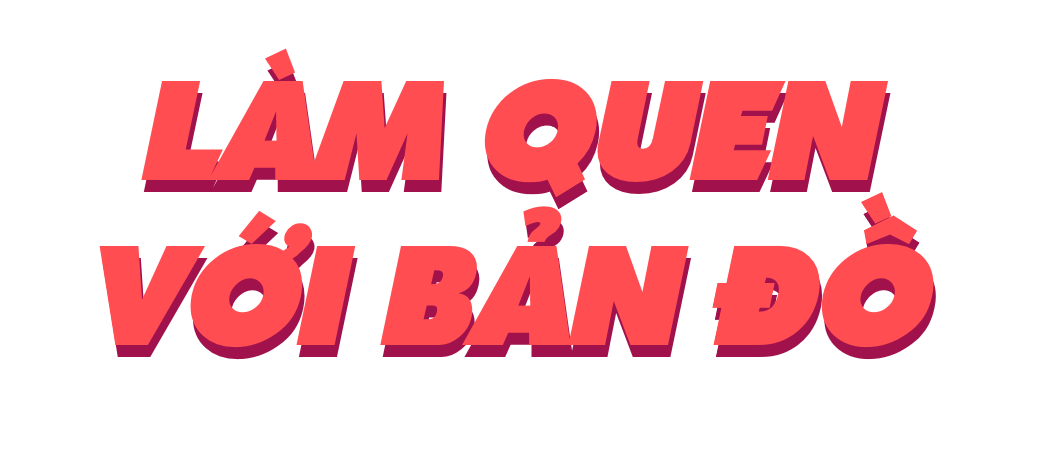 LÀM QUEN
VỚI BẢN ĐỒ